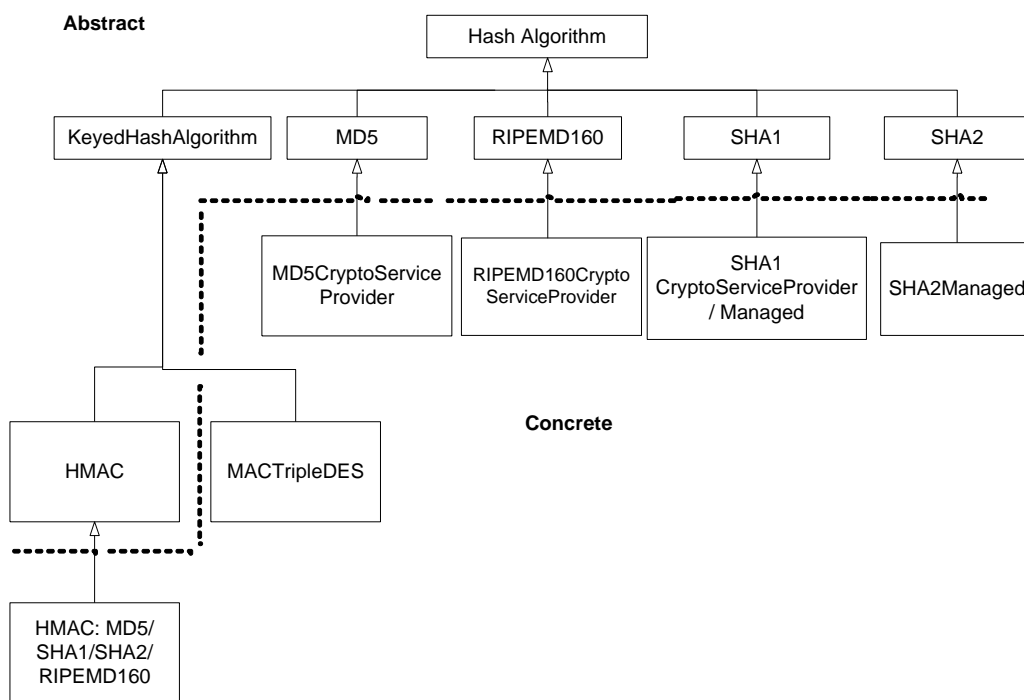 Abstract
Hash Algorithm
KeyedHashAlgorithm
MD5
RIPEMD160
SHA1
SHA2
MD5CryptoService
Provider
RIPEMD160Crypto
ServiceProvider
SHA1
CryptoServiceProvider
/ Managed
SHA2Managed
Concrete
HMAC
MACTripleDES
HMAC: MD5/
SHA1/SHA2/
RIPEMD160